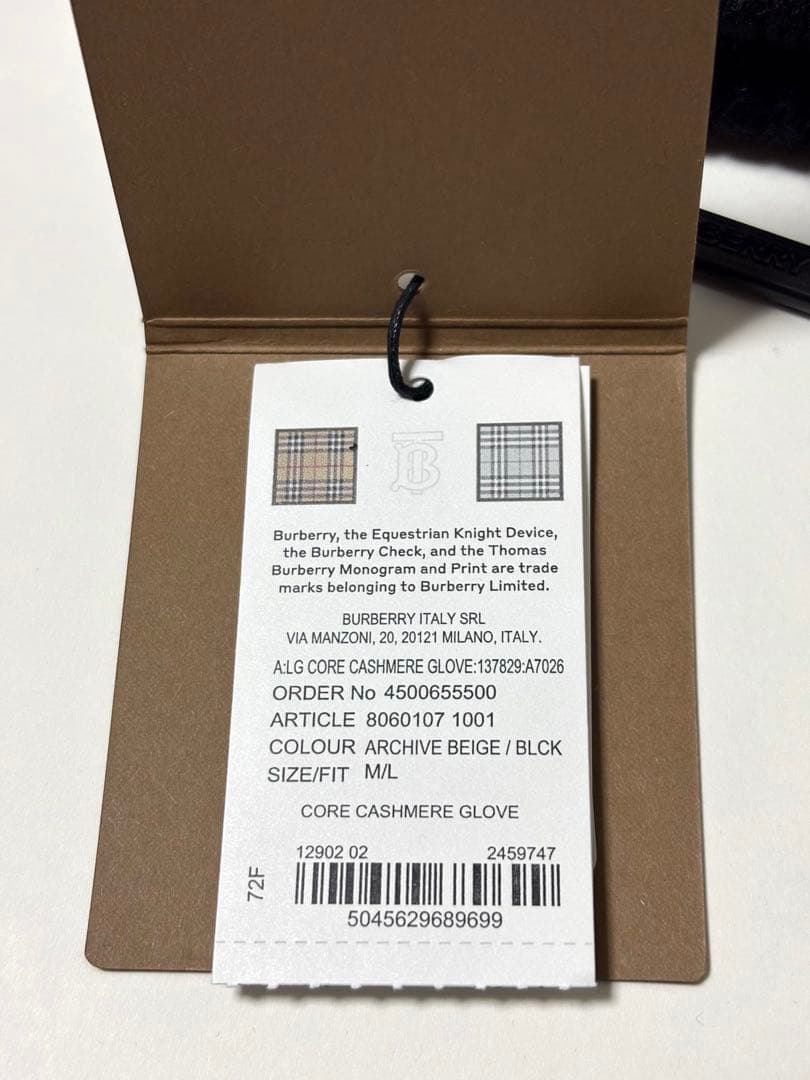 BERRY
Burberry, the Equestrian Knight Device,
the Burberry Check, and the Thomas
Burberry Monogram and Print are trade
marks belonging to Burberry Limited.
BURBERRY ITALY SRL
VIA MANZONI, 20, 20121 MILANO, ITALY.
A:LG CORE CASHMERE GLOVE:137829:A7026
ORDER No 4500655500
ARTICLE 8060107 1001
COLOUR ARCHIVE BEIGE / BLCK
SIZE/FIT M/L
CORE CASHMERE GLOVE
12902 02 2459747
72F
5045629689699